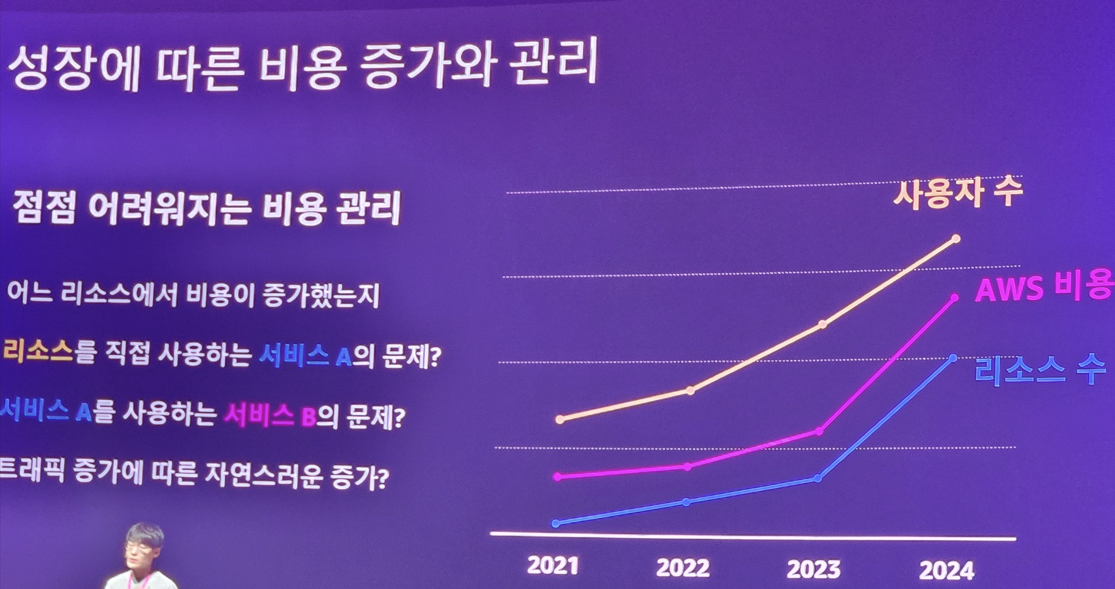 성장에 따른 비용 증가와 관리
점점 어려워지는 비용 관리
어느 리소스에서 비용이 증가했는지
리소스를 직접 사용하는 서비스 A의 문제?
서비스 A를 사용하는 서비스 B의 문제?
트래픽 증가에 따른 자연스러운 증가?
사용자 수
AWS 비용
리소스 수
2021 2022 2023 2024